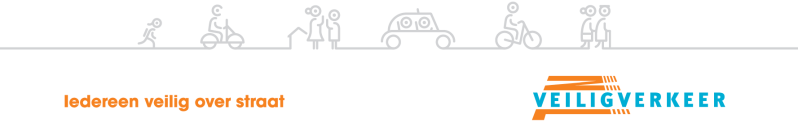 Iedereen veilig over straat
VEILIGVERKEER